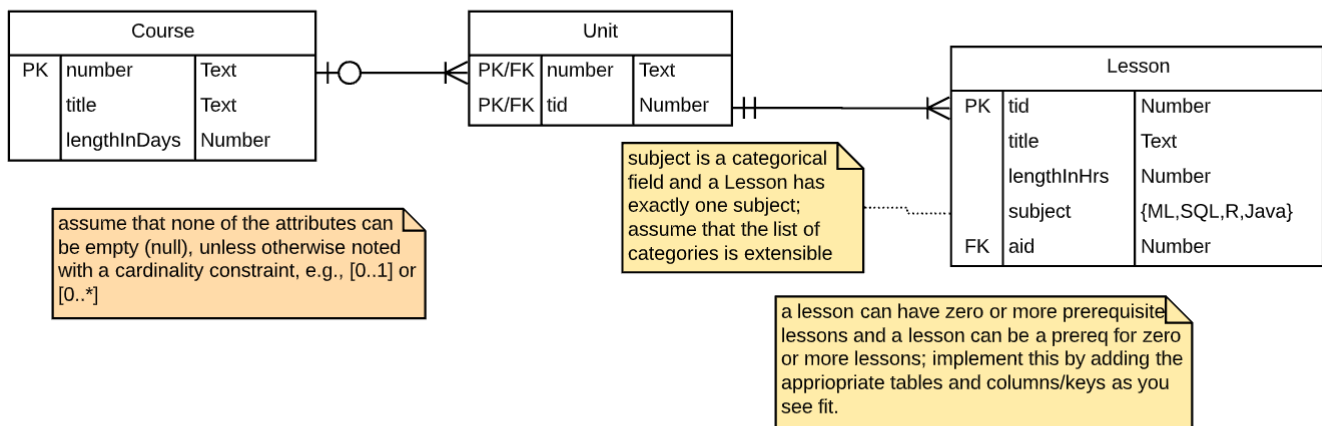 Course
PK number Text
title Text
lengthInDays Number
Unit
PK/FK number Text
PK/FK tid Number
Lesson
PK tid Number
title Text
lengthInHrs Number
subject {ML,SQL,R,Java}
FK aid Number
subject is a categorical
field and a Lesson has
exactly one subject;
assume that the list of
categories is extensible
assume that none of the attributes can
be empty (null), unless otherwise noted
with a cardinality constraint, e.g., [0..1] or
[0..*]
a lesson can have zero or more prerequisite
lessons and a lesson can be a prereq for zero
or more lessons; implement this by adding the
appriopriate tables and columns/keys as you
see fit.